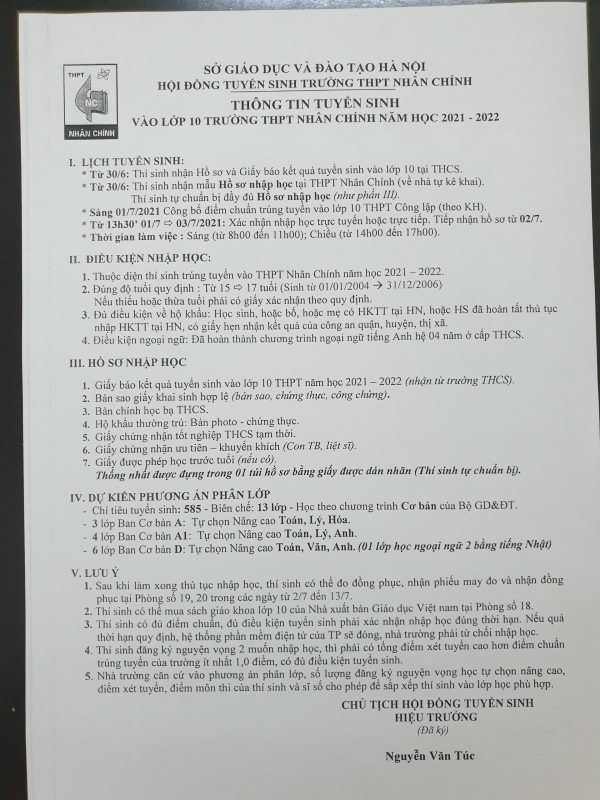 THPT
NC
NHÂN CHÍNH
SỞ GIÁO DỤC VÀ ĐÀO TẠO HÀ NỘI
HỘI ĐỒNG TUYỂN SINH TRƯỜNG THPT NHÂN CHÍNH
THÔNG TIN TUYỂN SINH
VÀO LỚP 10 TRƯỜNG THPT NHÂN CHÍNH NĂM HỌC 2021 - 2022
I. LỊCH TUYỂN SINH:
* Từ 30/6: Thí sinh nhận Hồ sơ và Giấy báo kết quả tuyển sinh vào lớp 10 tại THCS.
* Từ 30/6: Thí sinh nhận mẫu Hồ sơ nhập học tại THPT Nhân Chính (về nhà tự kê khai).
Thí sinh tự chuẩn bị đầy đủ Hồ sơ nhập học (như phần III).
* Sáng 01/7/2021 Công bố điểm chuẩn trúng tuyển vào lớp 10 THPT Công lập (theo KH).
* Từ 13h30' 01/7 ⇨ 03/7/2021: Xác nhận nhập học trực tuyến hoặc trực tiếp. Tiếp nhận hồ sơ từ 02/7.
* Thời gian làm việc : Sáng (từ 8h00 đến 11h00); Chiều (từ 14h00 đến 17h00).
II. ĐIỀU KIỆN NHẬP HỌC:
1. Thuộc diện thí sinh trúng tuyển vào THPT Nhân Chính năm học 2021 – 2022.
2. Đúng độ tuổi quy định : Từ 15 ⇨ 17 tuổi (Sinh từ 01/01/2004 → 31/12/2006)
Nếu thiếu hoặc thừa tuổi phải có giấy xác nhận theo quy định.
3. Đủ điều kiện về hộ khẩu: Học sinh, hoặc bố, hoặc mẹ có HKTT tại HN, hoặc HS đã hoàn tất thủ tục
nhập HKTT tại HN, có giấy hẹn nhận kết quả của công an quận, huyện, thị xã.
4. Điều kiện ngoại ngữ: Đã hoàn thành chương trình ngoại ngữ tiếng Anh hệ 04 năm ở cấp THCS.
III. HỒ SƠ NHẬP HỌC
1. Giấy báo kết quả tuyển sinh vào lớp 10 THPT năm học 2021 – 2022 (nhận từ trường THCS).
2. Bản sao giấy khai sinh hợp lệ (bản sao, chứng thực, công chứng).
3. Bản chính học bạ THCS.
4. Hộ khẩu thường trú: Bản photo - chứng thực.
5. Giấy chứng nhận tốt nghiệp THCS tạm thời.
6. Giấy chứng nhận ưu tiên – khuyến khích (Con TB, liệt sĩ).
7. Giấy được phép học trước tuổi (nếu có).
Thống nhất được đựng trong 01 túi hồ sơ bằng giấy được dán nhãn (Thí sinh tự chuẩn bị).
IV. DỰ KIẾN PHƯƠNG ÁN PHÂN LỚP
- Chỉ tiêu tuyển sinh: 585 - Biên chế: 13 lớp - Học theo chương trình Cơ bản của Bộ GD&ĐT.
- 3 lớp Ban Cơ bản A: Tự chọn Nâng cao Toán, Lý, Hóa.
- 4 lớp Ban Cơ bản A1: Tự chọn Nâng cao Toán, Lý, Anh.
- 6 lớp Ban Cơ bản D: Tự chọn Nâng cao Toán, Văn, Anh. (01 lớp học ngoại ngữ 2 bằng tiếng Nhật)
V. LƯU Ý
1. Sau khi làm xong thủ tục nhập học, thí sinh có thể đo đồng phục, nhận phiếu may đo và nhận đồng
phục tại Phòng số 19, 20 trong các ngày từ 2/7 đến 13/7.
2. Thí sinh có thể mua sách giáo khoa lớp 10 của Nhà xuất bản Giáo dục Việt nam tại Phòng số 18.
3. Thí sinh có đủ điểm chuẩn, đủ điều kiện tuyển sinh phải xác nhận nhập học đúng thời hạn. Nếu quá
thời hạn quy định, hệ thống phần mềm điện tử của TP sẽ đóng, nhà trường phải từ chối nhập học.
4. Thí sinh đăng ký nguyện vọng 2 muốn nhập học, thì phải có tổng điểm xét tuyển cao hơn điểm chuẩn
trúng tuyển của trường ít nhất 1,0 điểm, có đủ điều kiện tuyển sinh.
5. Nhà trường căn cứ vào phương án phân lớp, số lượng đăng ký nguyện vọng học tự chọn nâng cao,
điểm xét tuyển, điểm môn thi của thí sinh và sĩ số cho phép để sắp xếp thí sinh vào lớp học phù hợp.
CHỦ TỊCH HỘI ĐỒNG TUYỂN SINH
HIỆU TRƯỞNG
(Đã ký)
Nguyễn Văn Túc